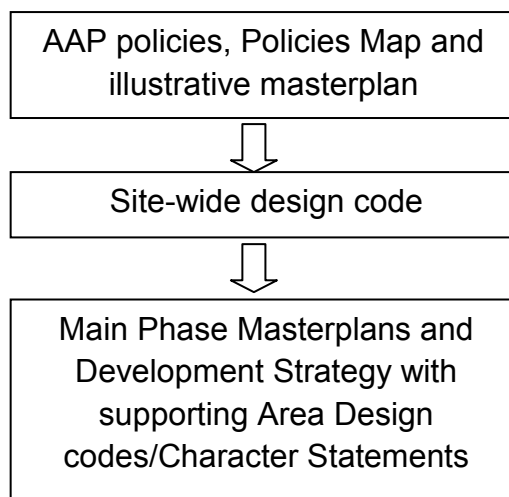 AAP policies, Policies Map and
illustrative masterplan
Site-wide design code
Main Phase Masterplans and
Development Strategy with
supporting Area Design
codes/Character Statements